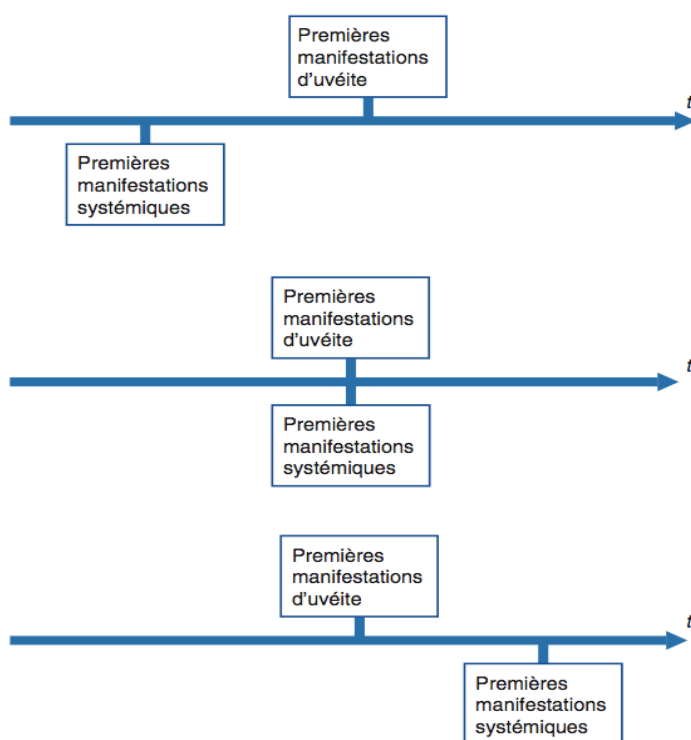 Premières
manifestations
d'uvéite
t
Premières
manifestations
systémiques
Premières
manifestations
d'uvéite
t
Premières
manifestations
systémiques
Premières
manifestations
d'uvéite
t
Premières
manifestations
systémiques